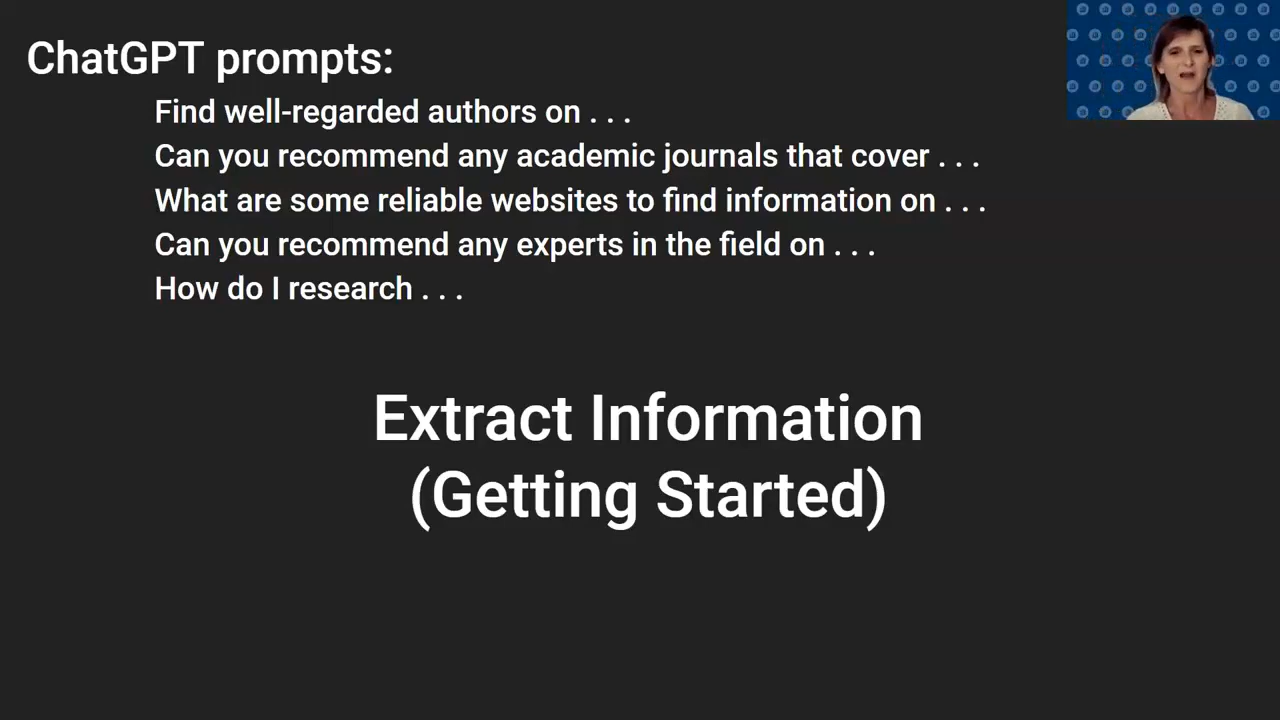 ChatGPT prompts:
Find well-regarded authors on . . .
Can you recommend any academic journals that cover . . .
What are some reliable websites to find information on . . .
Can you recommend any experts in the field on . . .
How do I research . . .
Extract Information
(Getting Started)